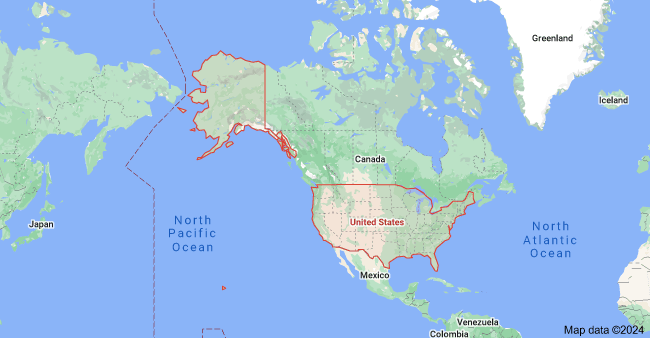 Greenland
Iceland
Canada
United States
North
Pacific
Ocean
North
Atlantic
Ocean
Japan
Mexico
Venezuela
Colombia
Map data ©2024